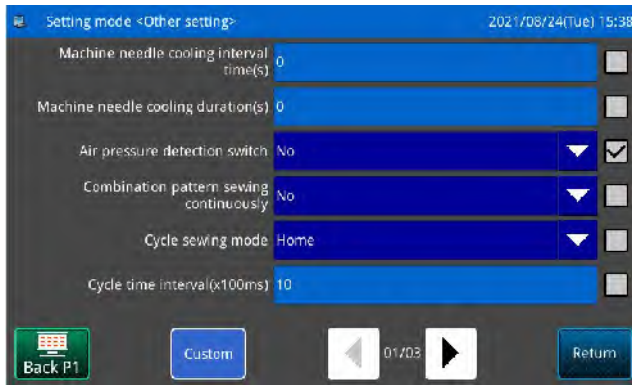 Setting mode <Other setting> 2021/08/24(Tue) 15:38
Machine needle cooling interval
time(s) 0
Machine needle cooling duration(s) 0
Air pressure detection switch No
Combination pattern sewing
continuously No
Cycle sewing mode Home
Cycle time interval(x100ms) 10
Back P1 Custom 01/03 Return